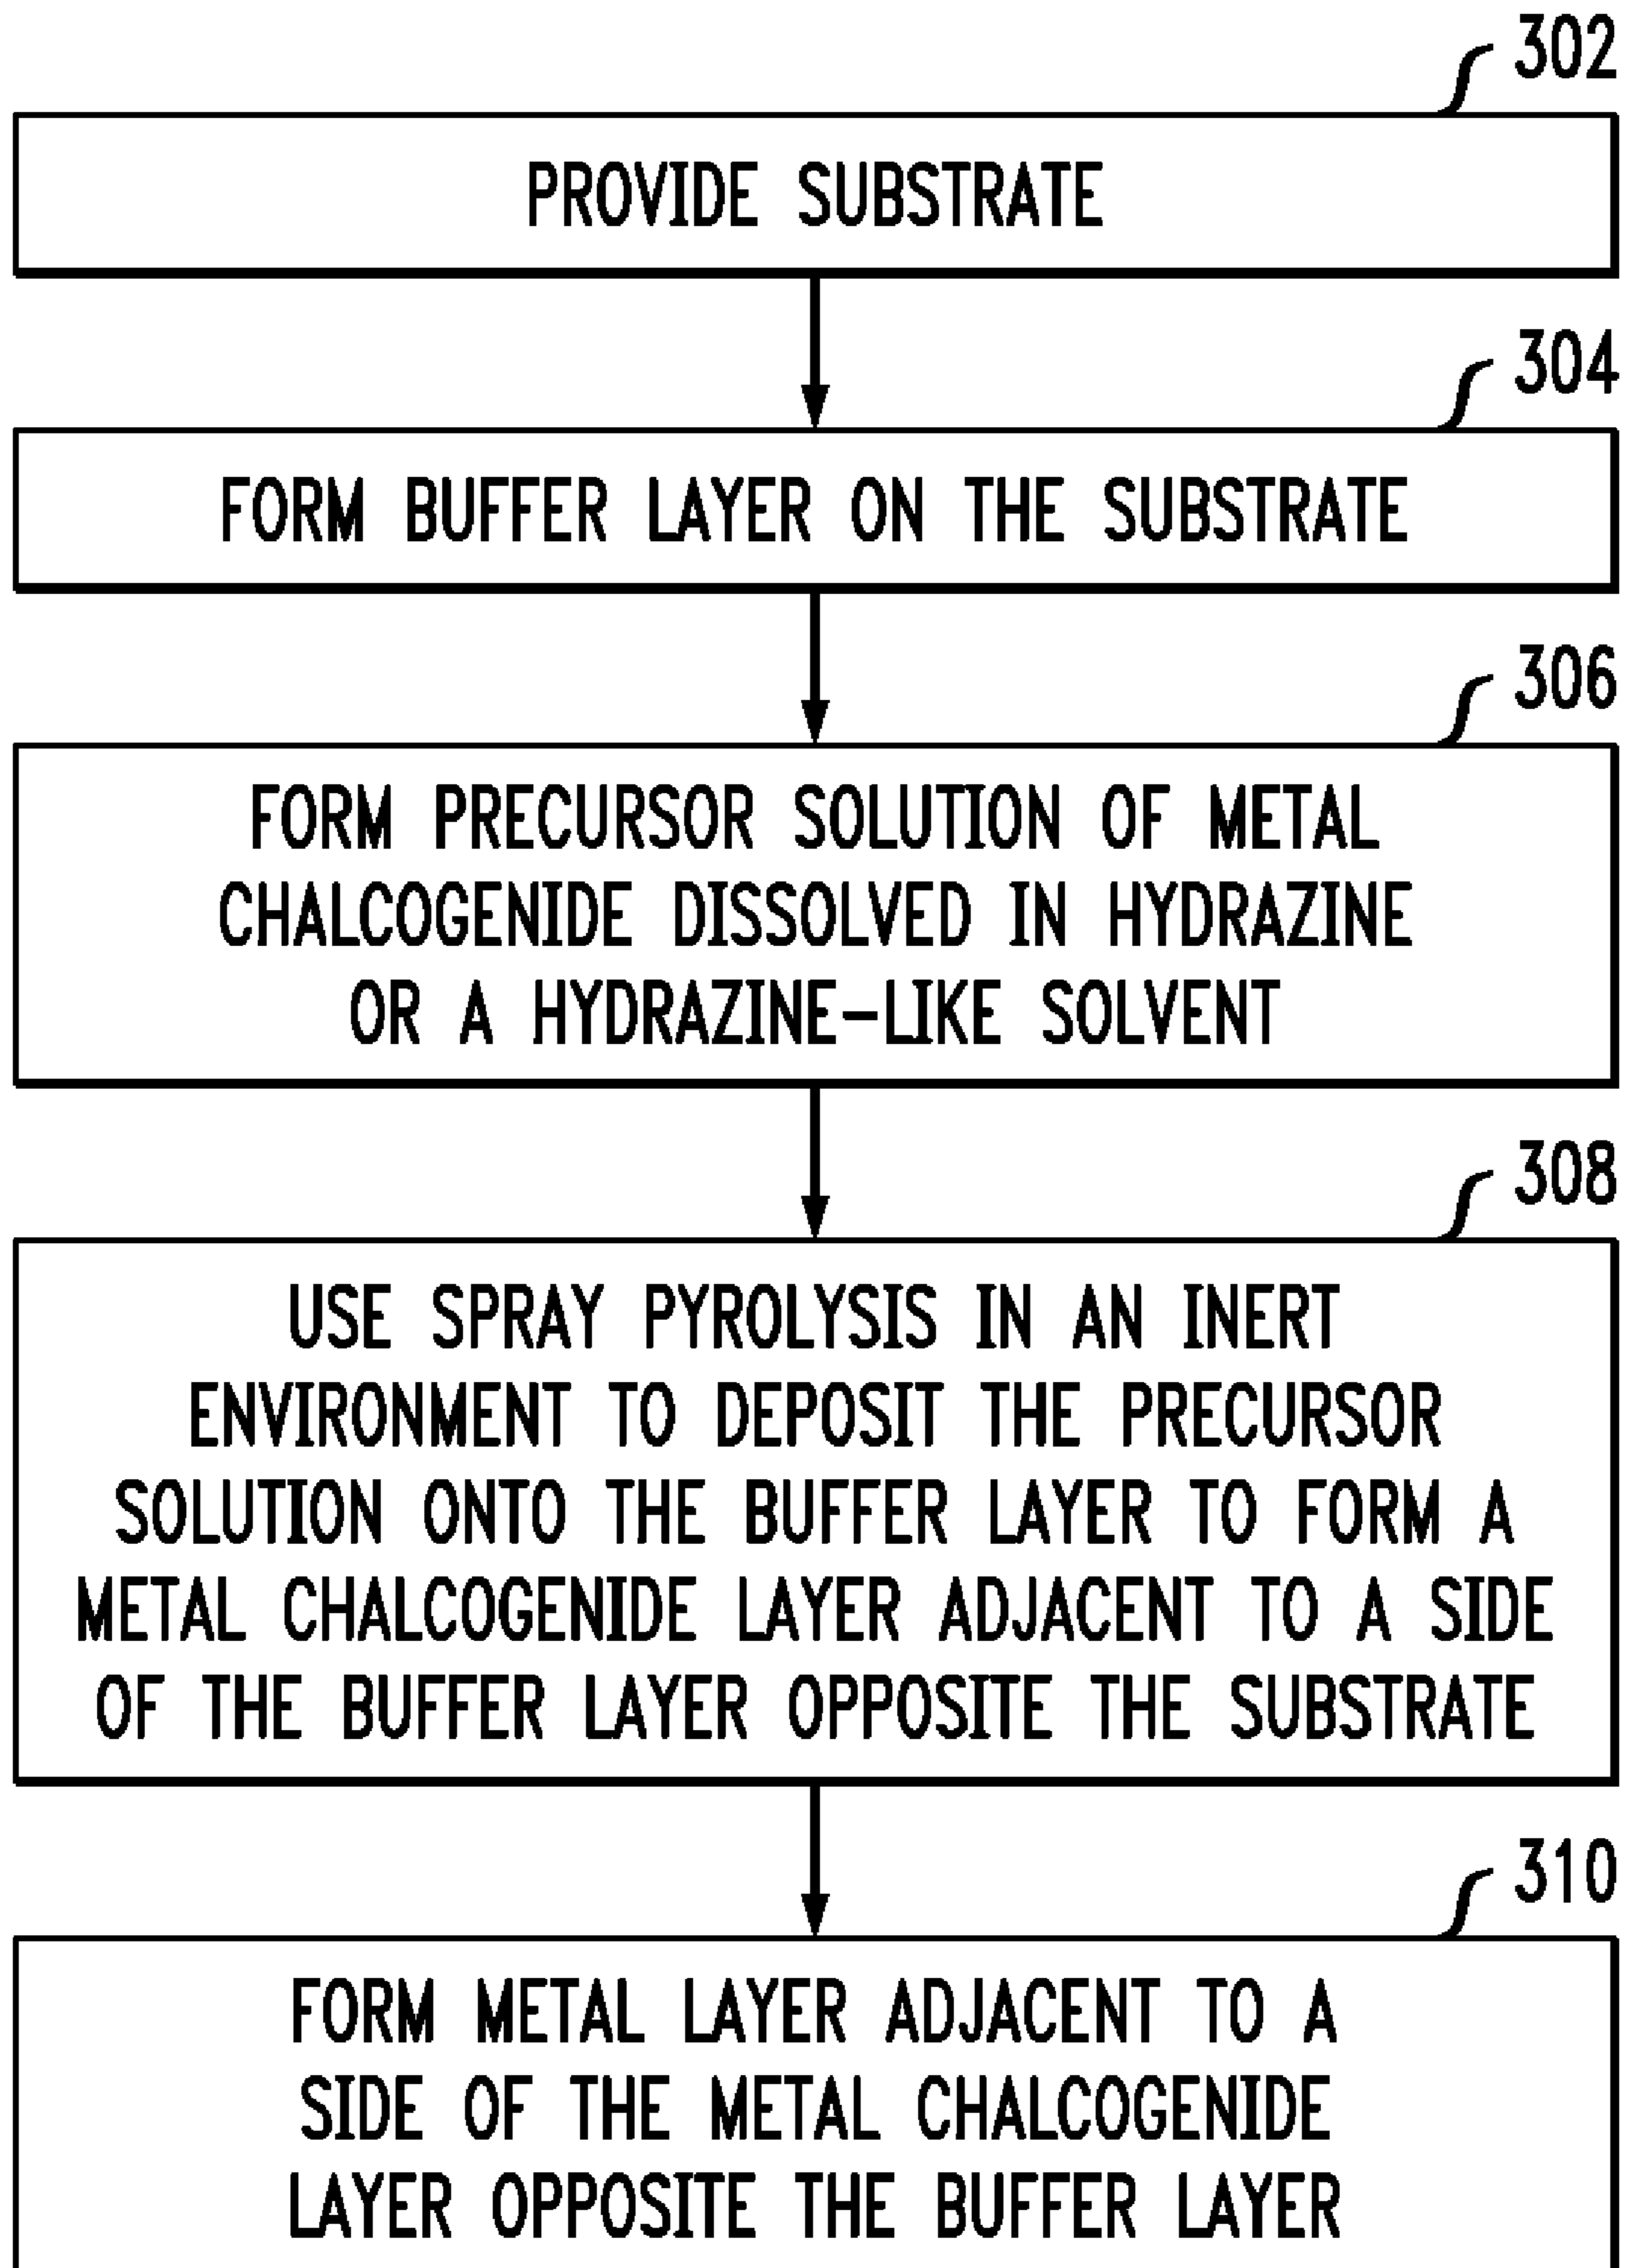 302
PROVIDE SUBSTRATE
304
FORM BUFFER LAYER ON THE SUBSTRATE
306
FORM PRECURSOR SOLUTION OF METAL
CHALCOGENIDE DISSOLVED IN HYDRAZINE
OR A HYDRAZINE-LIKE SOLVENT
308
USE SPRAY PYROLYSIS IN AN INERT
ENVIRONMENT TO DEPOSIT THE PRECURSOR
SOLUTION ONTO THE BUFFER LAYER TO FORM A
METAL CHALCOGENIDE LAYER ADJACENT TO A SIDE
OF THE BUFFER LAYER OPPOSITE THE SUBSTRATE
310
FORM METAL LAYER ADJACENT TO A
SIDE OF THE METAL CHALCOGENIDE
LAYER OPPOSITE THE BUFFER LAYER